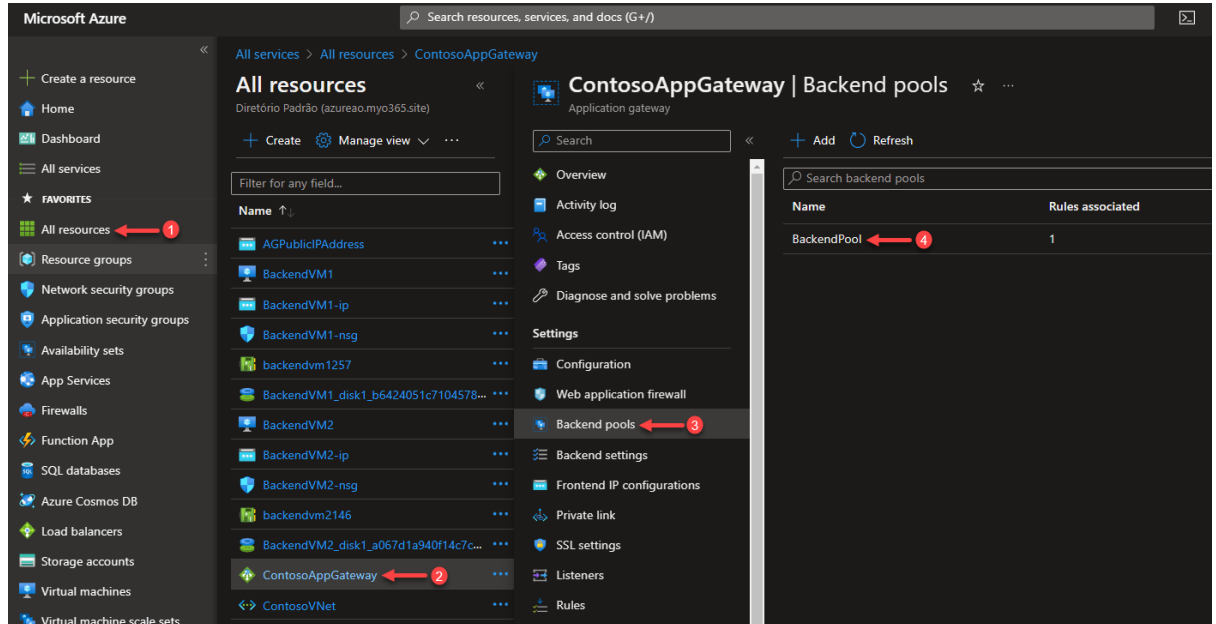 Microsoft Azure
Search resources, services, and docs (G+/)
Create a resource
Home
Dashboard
All services
FAVORITES
All resources
1
Resource groups
Network security groups
Application security groups
Availability sets
App Services
Firewalls
Function App
SQL databases
Azure Cosmos DB
Load balancers
Storage accounts
Virtual machines
Virtual machine scale sets
All services > All resources > ContosoAppGateway
All resources
Diretório Padrão (azureao.myo365.site)
Create
Manage view
Filter for any field...
Name
AGPublicIPAddress
BackendVM1
BackendVM1-ip
BackendVM1-nsg
backendvm1257
BackendVM1_disk1_b6424051c7104578...
BackendVM2
BackendVM2-ip
BackendVM2-nsg
backendvm2146
BackendVM2_disk1_a067d1a940f14c7c...
ContosoAppGateway
2
ContosoVNet
ContosoAppGateway | Backend pools
Application gateway
Search
Overview
Activity log
Access control (IAM)
Tags
Diagnose and solve problems
Settings
Configuration
Web application firewall
Backend pools
3
Backend settings
Frontend IP configurations
Private link
SSL settings
Listeners
Rules
Add
Refresh
Search backend pools
Name
Rules associated
BackendPool
4
1